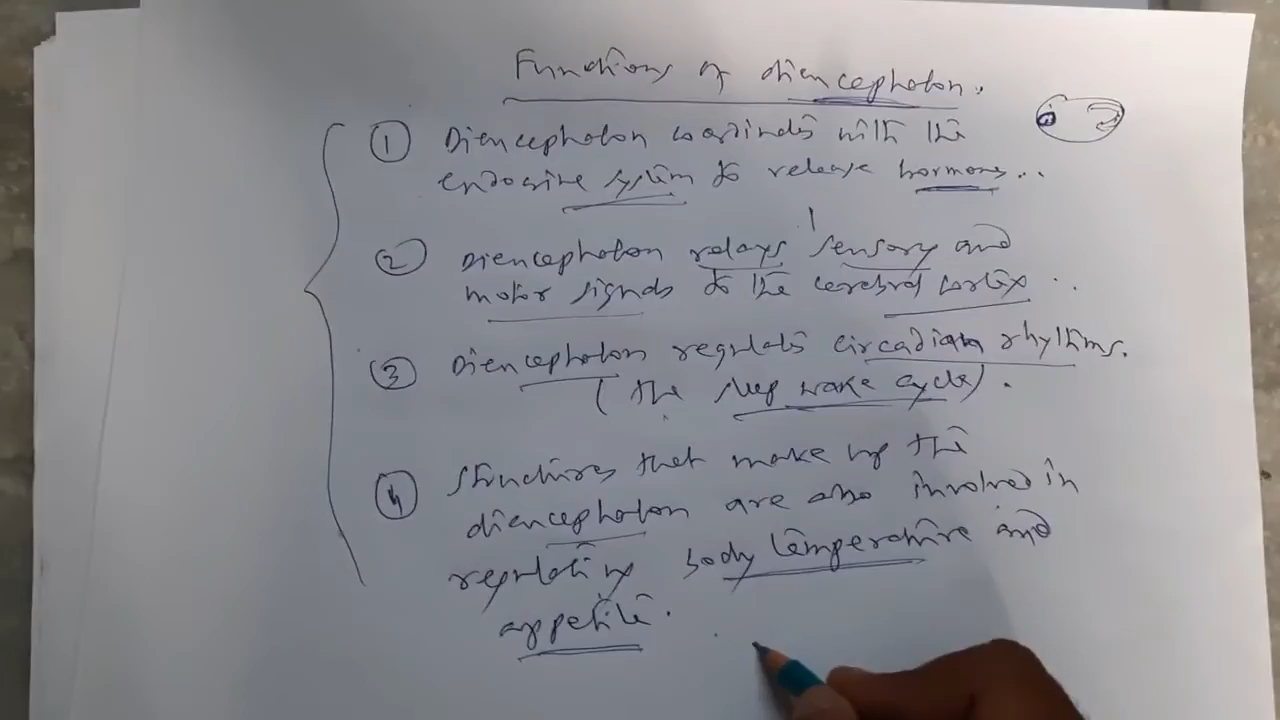 Functions of diencephalon.
① Diencephalon coordinates with the
endocrine system to release hormones...
② Diencephalon relays sensory and
motor signals to the cerebral cortex..
③ Diencephalon regulates circadian rhythms.
(the sleep wake cycle).
④ structures that make up the
diencephalon are also involved in
regulating body temperature and
appetite.